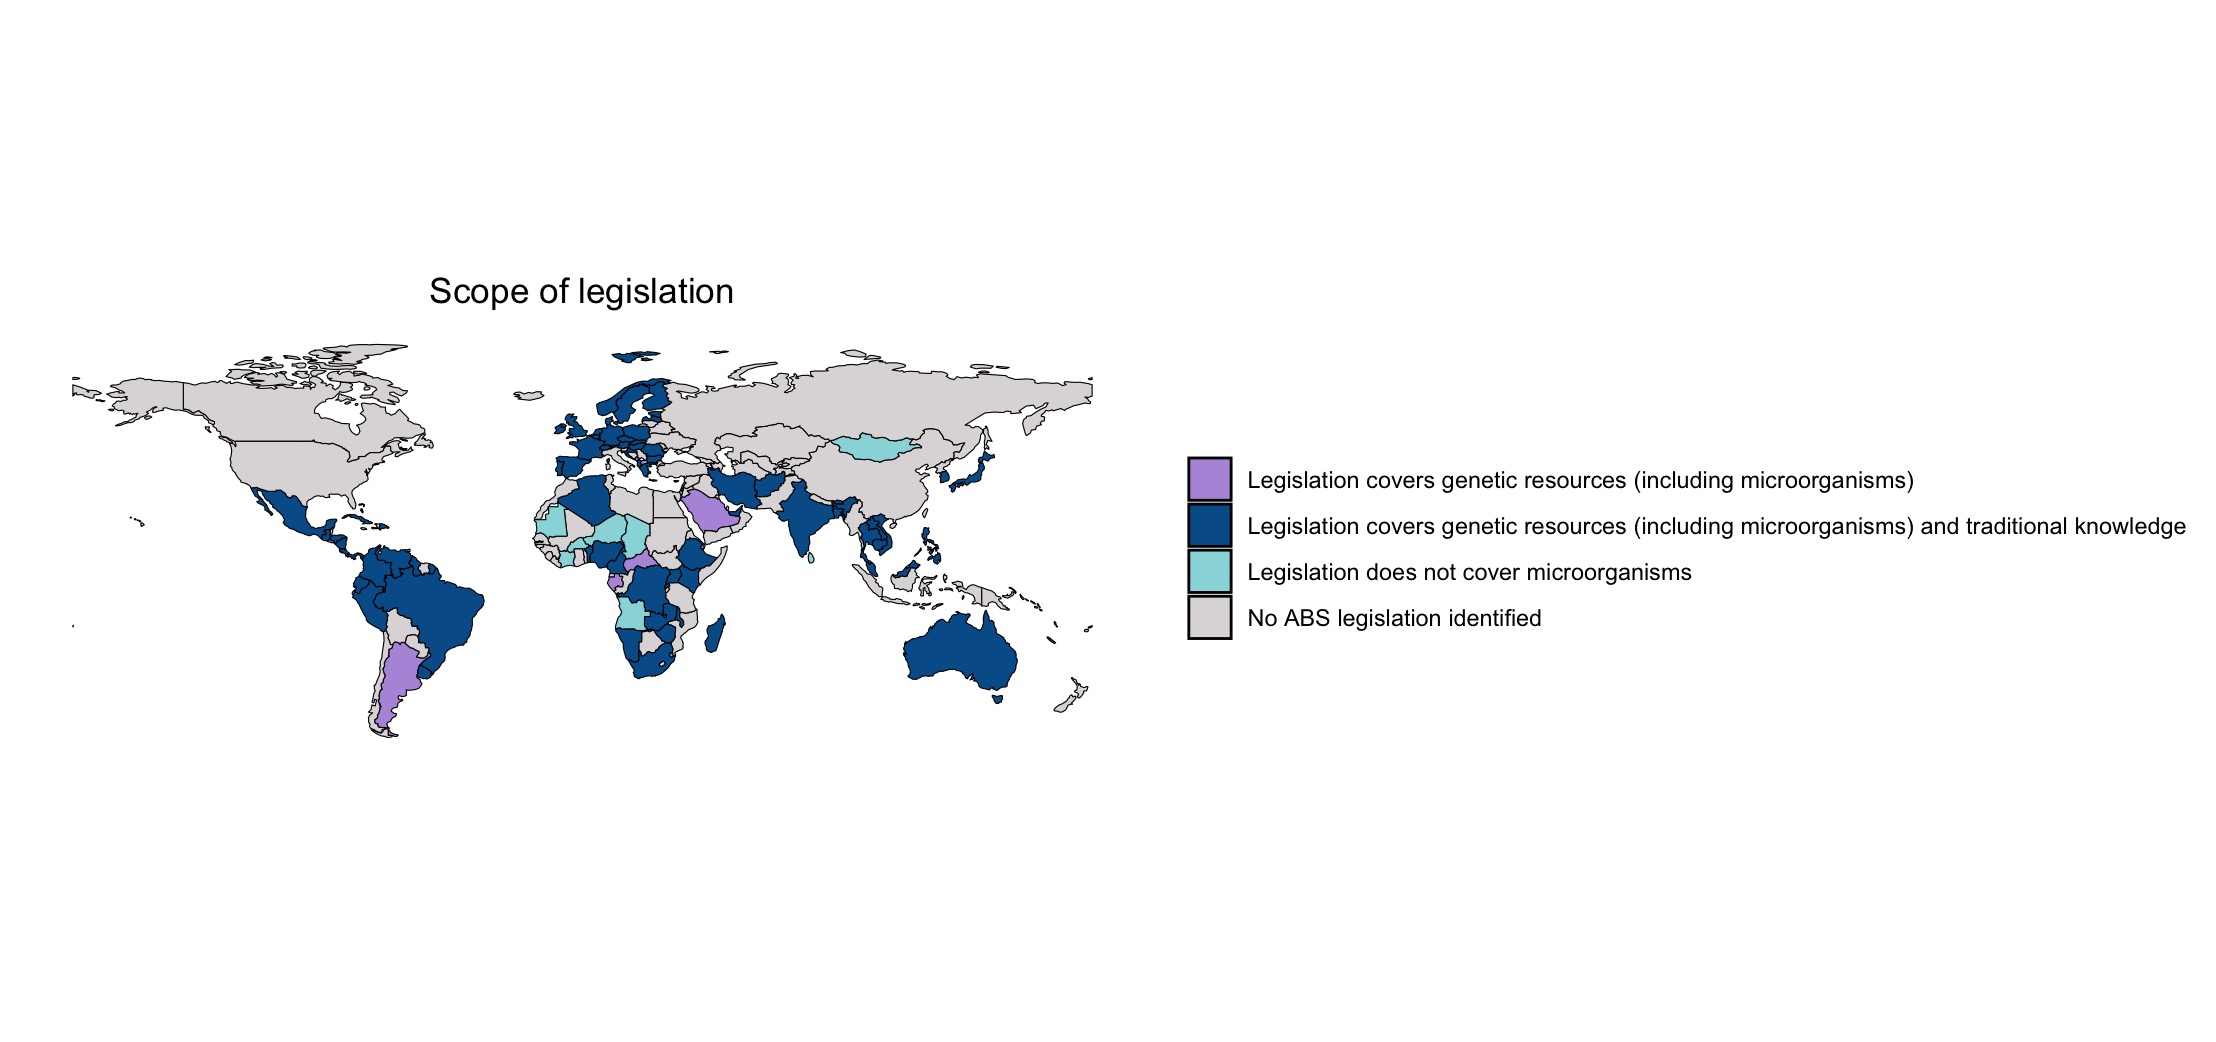 Scope of legislation
Legislation covers genetic resources (including microorganisms)
Legislation covers genetic resources (including microorganisms) and traditional knowledge
Legislation does not cover microorganisms
No ABS legislation identified